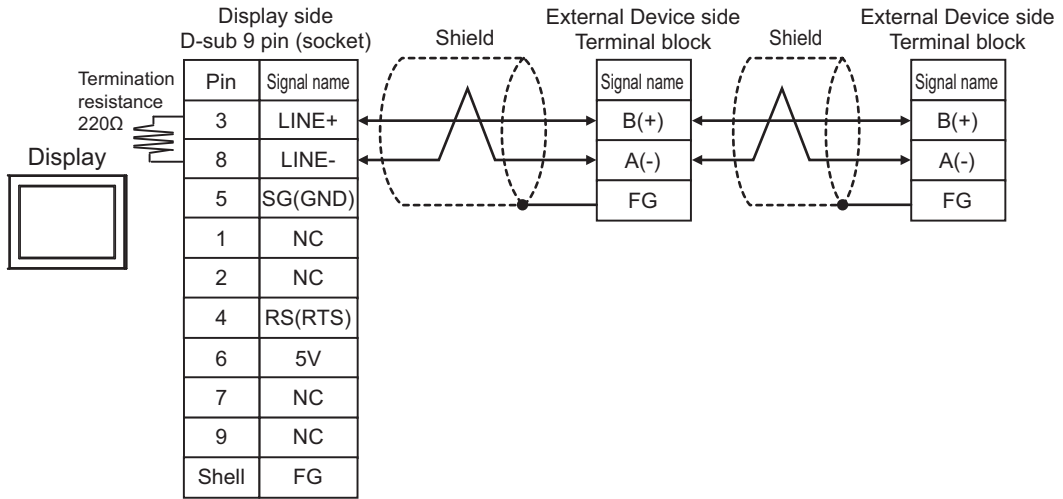 Display side
D-sub 9 pin (socket)
Shield
External Device side
Terminal block
Shield
External Device side
Terminal block
Termination
resistance
220Ω
Display
Pin Signal name
3 LINE+
8 LINE-
5 SG(GND)
1 NC
2 NC
4 RS(RTS)
6 5V
7 NC
9 NC
Shell FG
Signal name
B(+)
A(-)
FG
Signal name
B(+)
A(-)
FG